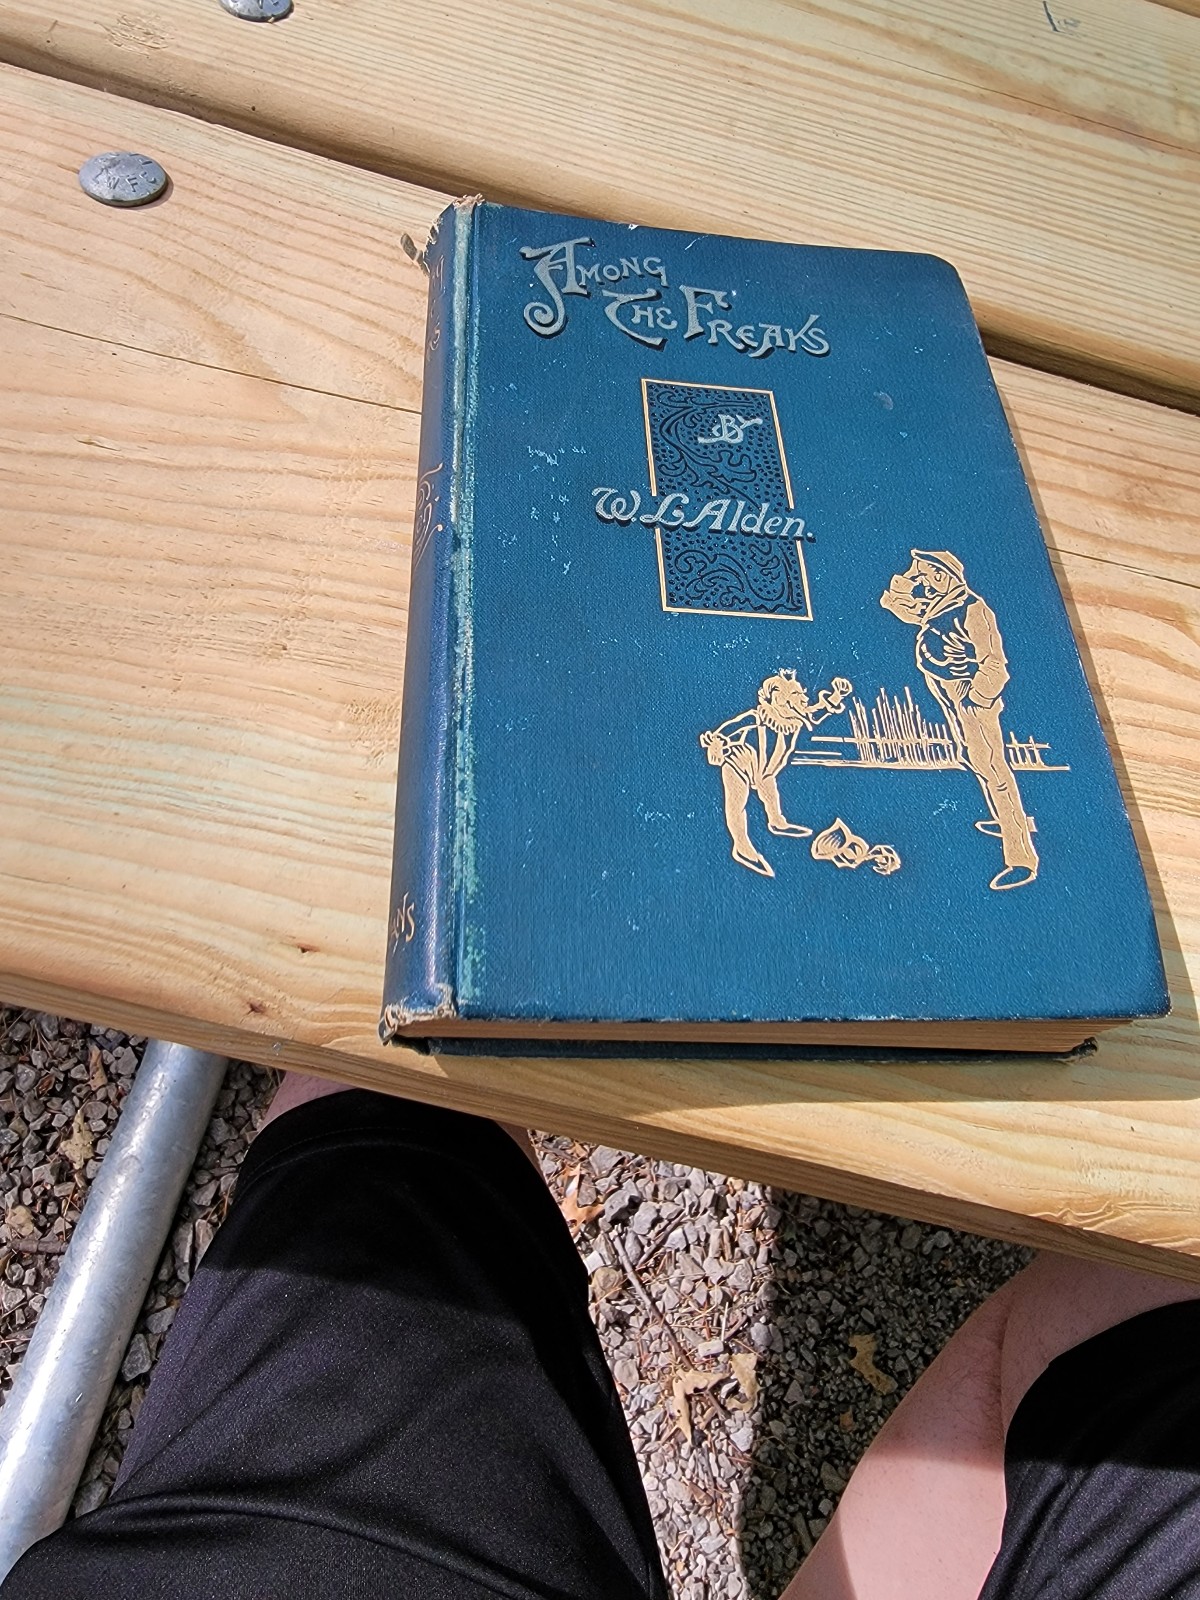 AMONG
THE FREAKS
BY
W. L. Alden.